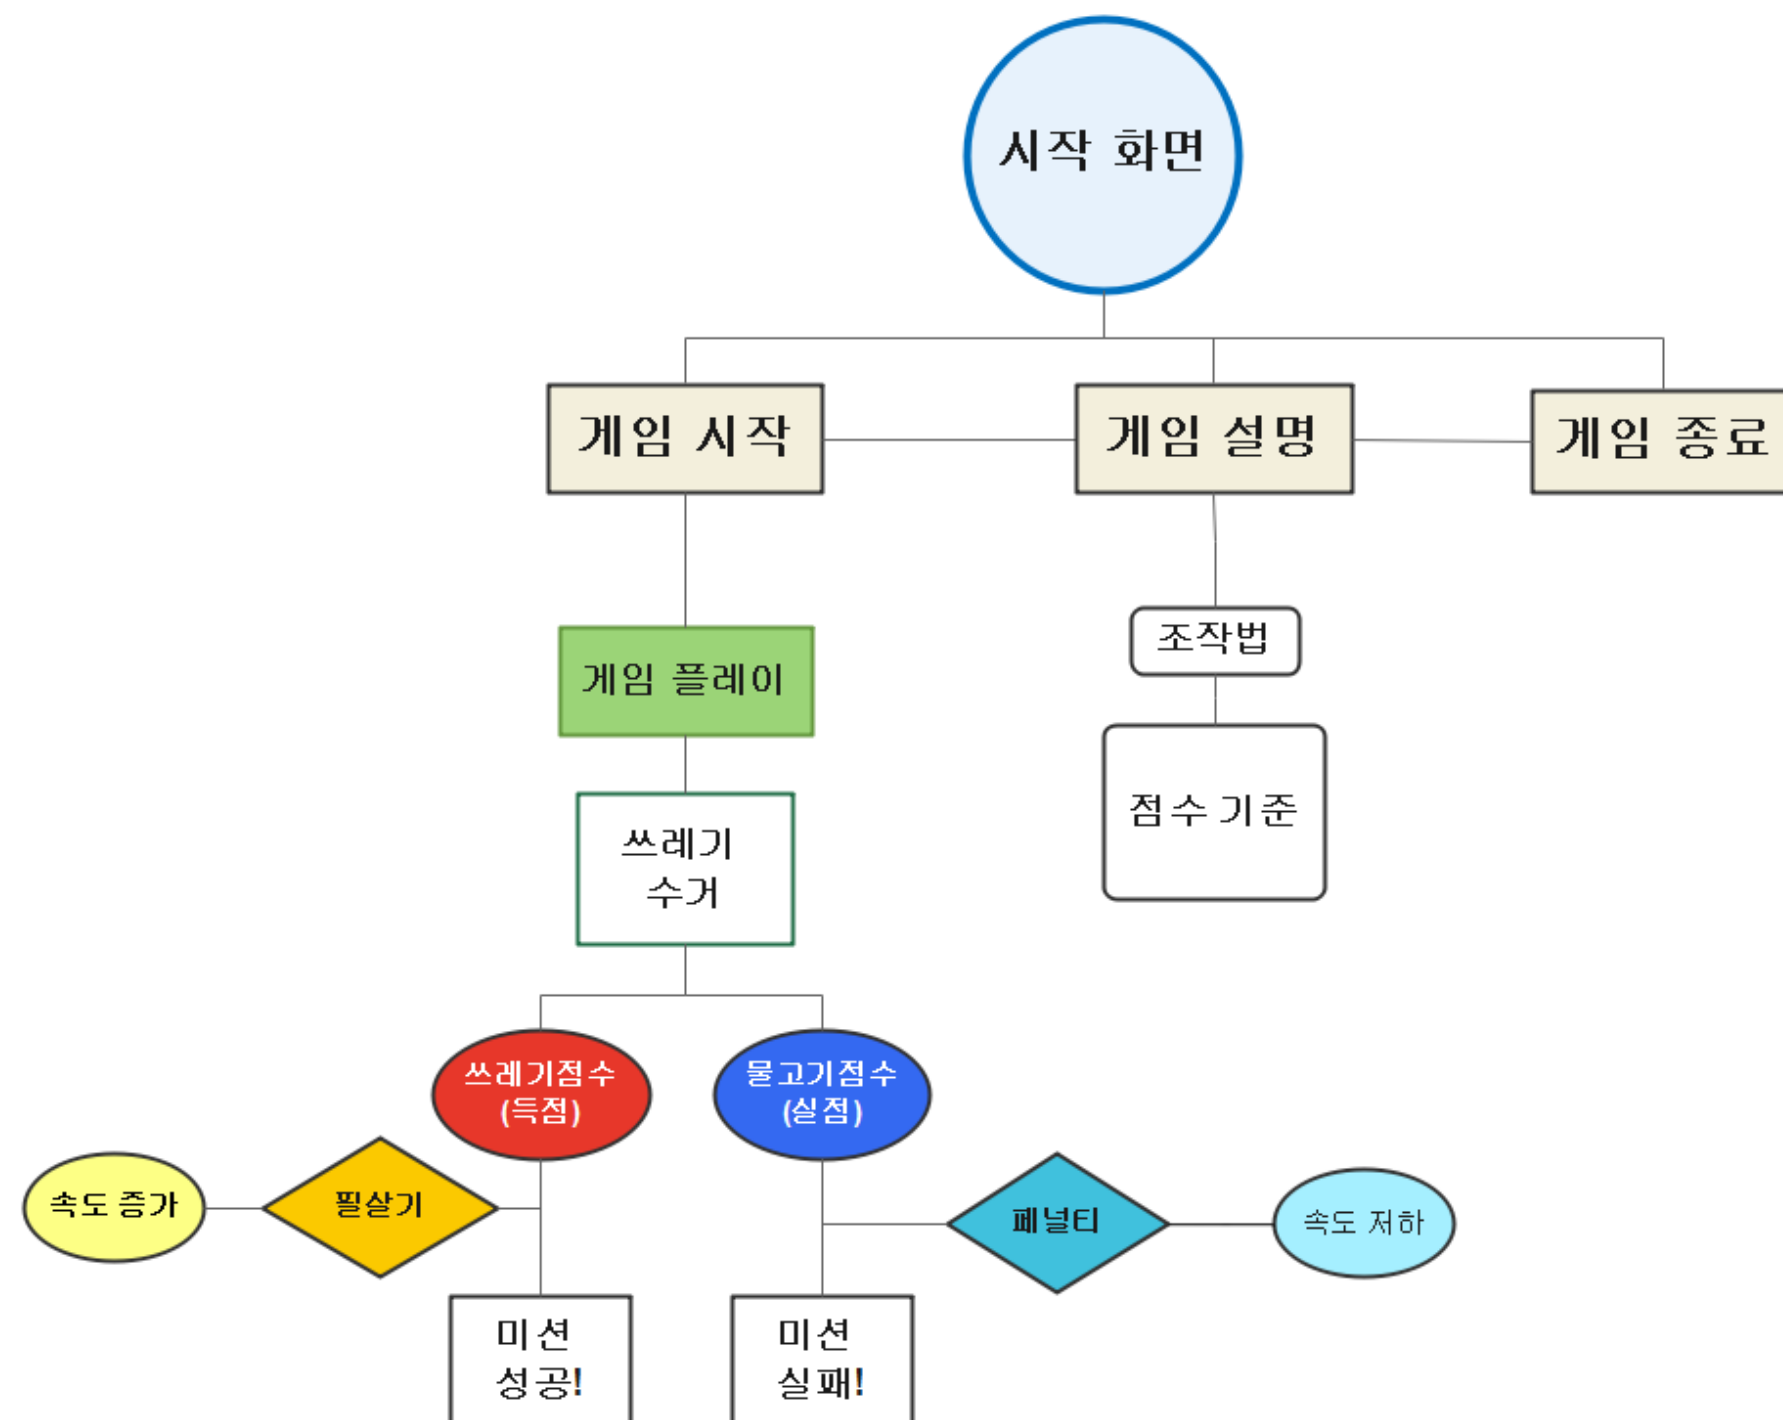 시작 화면
게임 시작
게임 설명
게임 종료
조작법
게임 플레이
점수 기준
쓰레기
수거
쓰레기점수
(득점)
물고기점수
(실점)
속도 증가
필살기
페널티
속도 저하
미션
성공!
미션
실패!